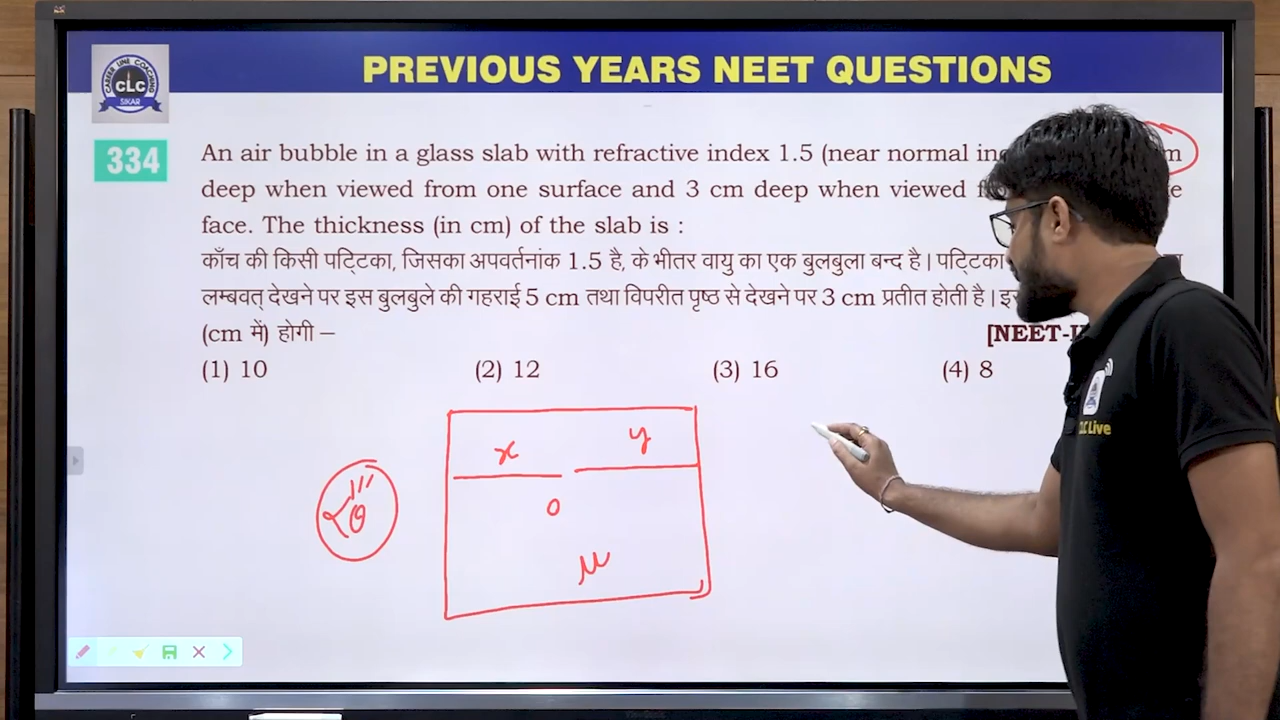 PREVIOUS YEARS NEET QUESTIONS
CAREER LINE COACHING
CLC
SIKAR
334
An air bubble in a glass slab with refractive index 1.5 (near normal in
deep when viewed from one surface and 3 cm deep when viewed
face. The thickness (in cm) of the slab is :
काँच की किसी पट्टिका, जिसका अपवर्तनांक 1.5 है, के भीतर वायु का एक बुलबुला बन्द है। पट्टिका
लम्बवत् देखने पर इस बुलबुले की गहराई 5 cm तथा विपरीत पृष्ठ से देखने पर 3 cm प्रतीत होती है।
(cm में) होगी –
[NEET-I
(1) 10 (2) 12 (3) 16 (4) 8
x y
o
μ
CLC Live